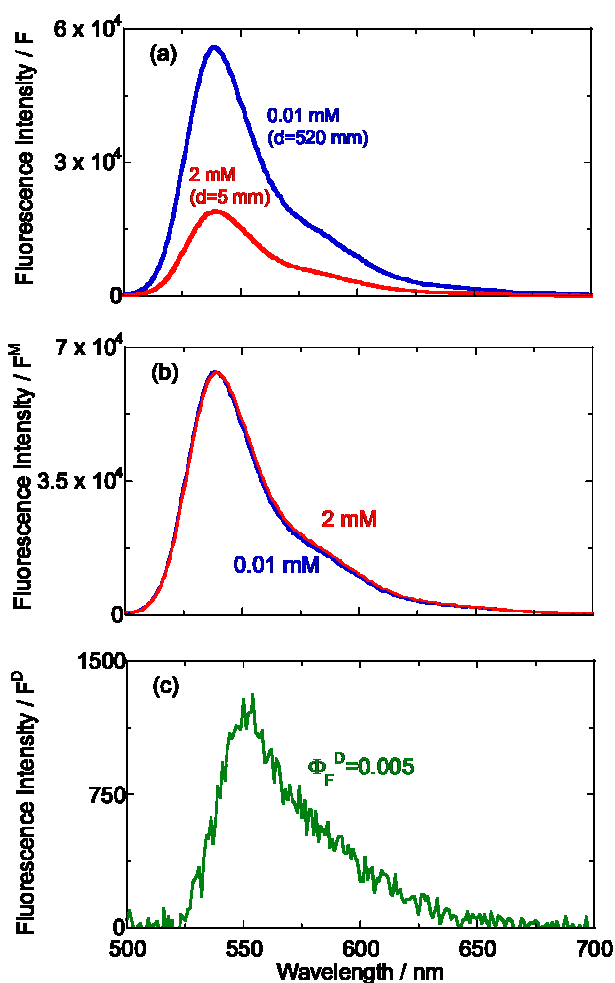 Fluorescence Intensity / F
6 x 10⁴
3 x 10⁴
0
(a)
0.01 mM
(d=520 mm)
2 mM
(d=5 mm)
Fluorescence Intensity / Fᴹ
7 x 10⁴
3.5 x 10⁴
0
(b)
2 mM
0.01 mM
Fluorescence Intensity / Fᴰ
1500
750
0
(c)
Φ_F^D=0.005
500 550 600 650 700
Wavelength / nm